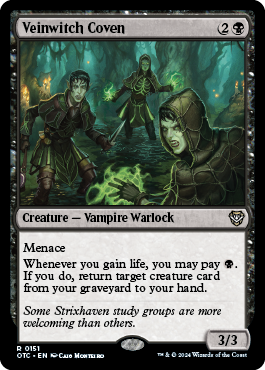 Veinwitch Coven 2
Creature — Vampire Warlock
Menace
Whenever you gain life, you may pay .
If you do, return target creature card
from your graveyard to your hand.
Some Strixhaven study groups are more
welcoming than others.
3/3
R 0151
OTC • EN Caio Monteiro
™ & © 2024 Wizards of the Coast